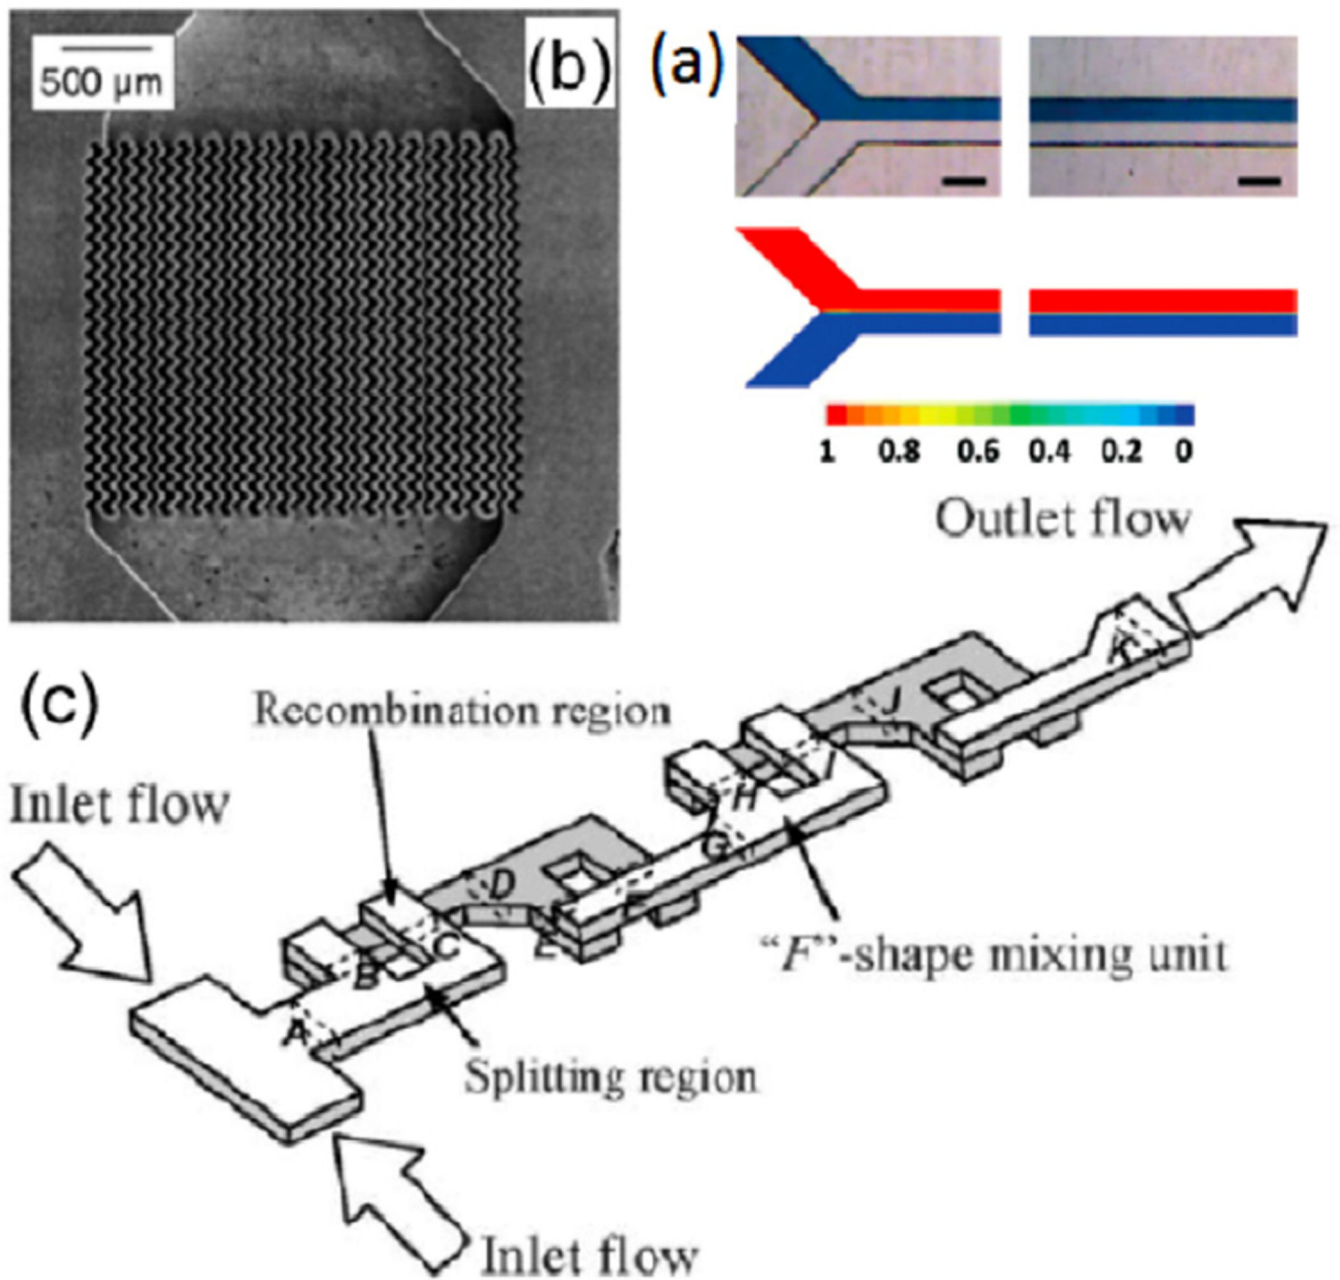 500 µm
(b)
(a)
1 0.8 0.6 0.4 0.2 0
Outlet flow
(c)
Recombination region
Inlet flow
K
J
I
H
G
D
C
B
E
F
A
“F”-shape mixing unit
Splitting region
Inlet flow